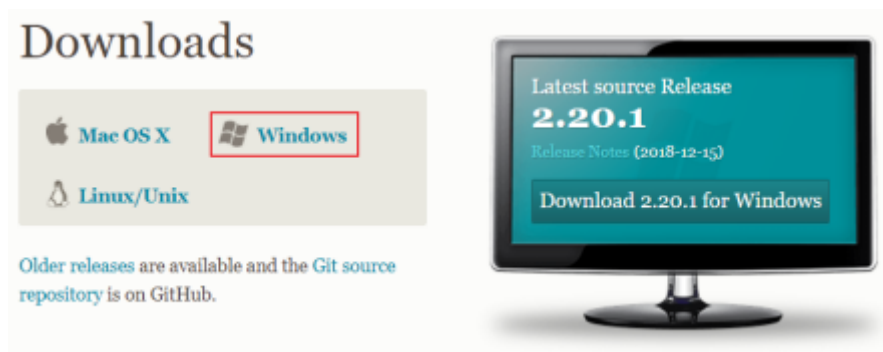 Downloads
Mac OS X
Windows
Linux/Unix
Older releases are available and the Git source
repository is on GitHub.
Latest source Release
2.20.1
Release Notes (2018-12-15)
Download 2.20.1 for Windows